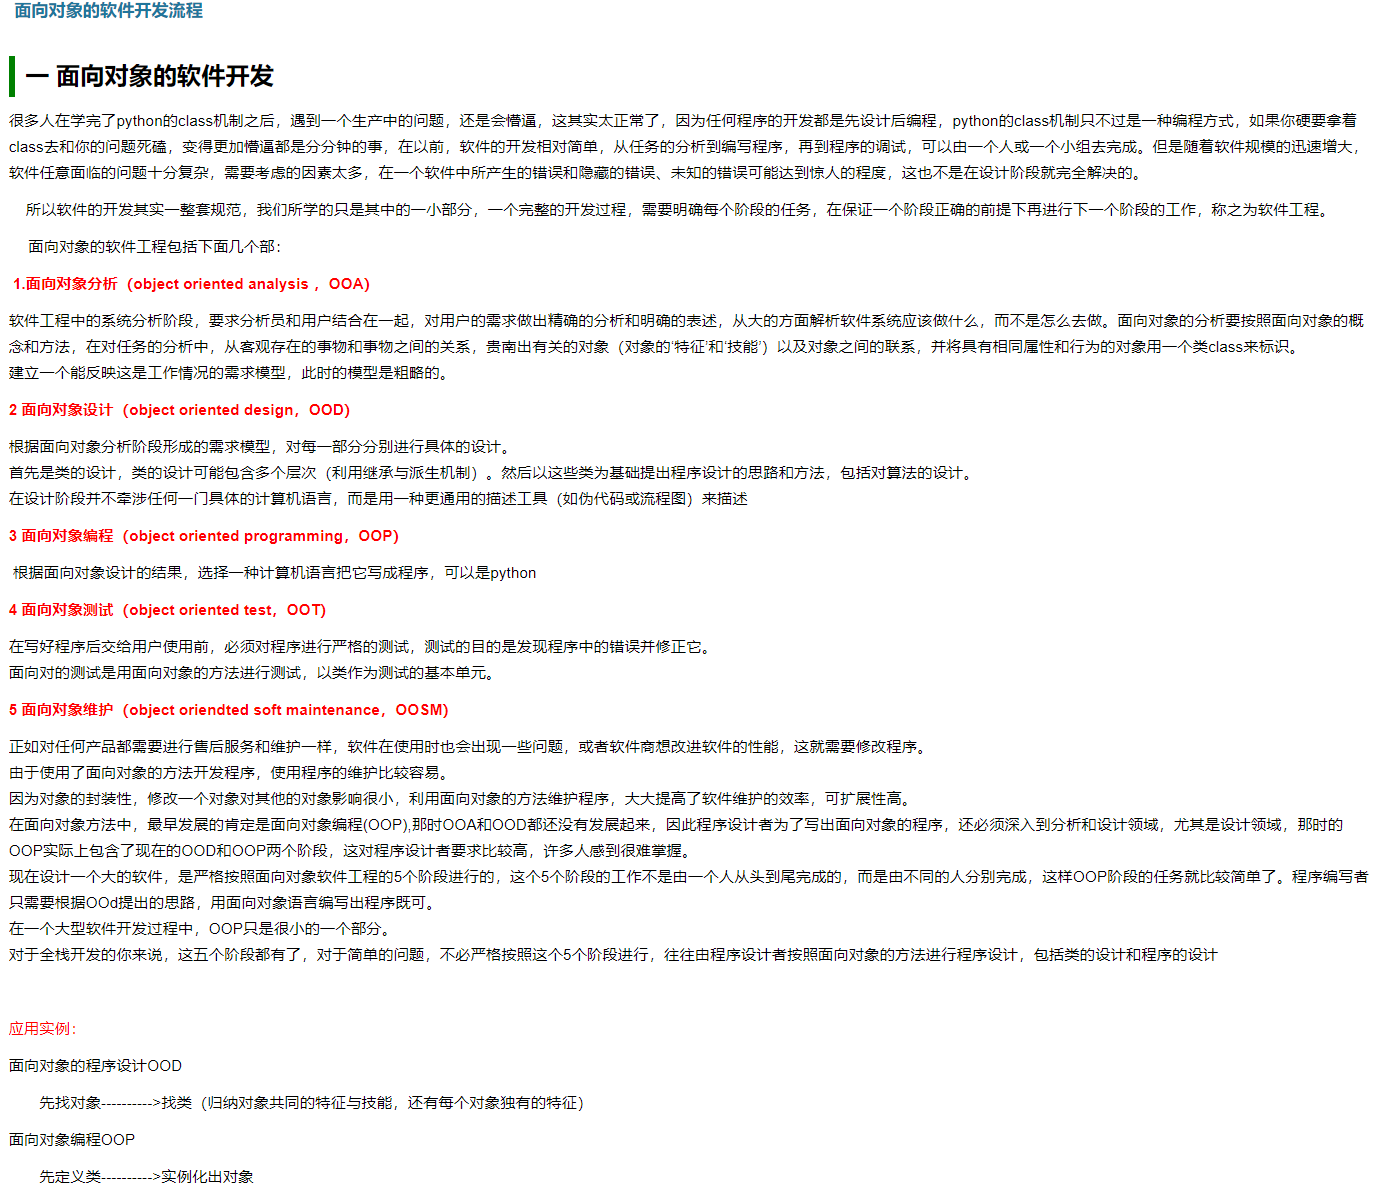 面向对象的软件开发流程
一 面向对象的软件开发
很多人在学完了python的class机制之后，遇到一个生产中的问题，还是会懵逼，这其实太正常了，因为任何程序的开发都是先设计后编程，python的class机制只不过是一种编程方式，如果你硬要拿着
class去和你的问题死磕，变得更加懵逼都是分分钟的事，在以前，软件的开发相对简单，从任务的分析到编写程序，再到程序的调试，可以由一个人或一个小组去完成。但是随着软件规模的迅速增大，
软件任意面临的问题十分复杂，需要考虑的因素太多，在一个软件中所产生的错误和隐藏的错误、未知的错误可能达到惊人的程度，这也不是在设计阶段就完全解决的。
所以软件的开发其实一整套规范，我们所学的只是其中的一小部分，一个完整的开发过程，需要明确每个阶段的任务，在保证一个阶段正确的前提下再进行下一个阶段的工作，称之为软件工程。
面向对象的软件工程包括下面几个部：
1.面向对象分析（object oriented analysis ，OOA）
软件工程中的系统分析阶段，要求分析员和用户结合在一起，对用户的需求做出精确的分析和明确的表述，从大的方面解析软件系统应该做什么，而不是怎么去做。面向对象的分析要按照面向对象的概
念和方法，在对任务的分析中，从客观存在的事物和事物之间的关系，贵南出有关的对象（对象的‘特征’和‘技能’）以及对象之间的联系，并将具有相同属性和行为的对象用一个类class来标识。
建立一个能反映这是工作情况的需求模型，此时的模型是粗略的。
2 面向对象设计（object oriented design，OOD）
根据面向对象分析阶段形成的需求模型，对每一部分分别进行具体的设计。
首先是类的设计，类的设计可能包含多个层次（利用继承与派生机制）。然后以这些类为基础提出程序设计的思路和方法，包括对算法的设计。
在设计阶段并不牵涉任何一门具体的计算机语言，而是用一种更通用的描述工具（如伪代码或流程图）来描述
3 面向对象编程（object oriented programming，OOP）
根据面向对象设计的结果，选择一种计算机语言把它写成程序，可以是python
4 面向对象测试（object oriented test，OOT）
在写好程序后交给用户使用前，必须对程序进行严格的测试，测试的目的是发现程序中的错误并修正它。
面向对的测试是用面向对象的方法进行测试，以类作为测试的基本单元。
5 面向对象维护（object oriendted soft maintenance，OOSM）
正如对任何产品都需要进行售后服务和维护一样，软件在使用时也会出现一些问题，或者软件商想改进软件的性能，这就需要修改程序。
由于使用了面向对象的方法开发程序，使用程序的维护比较容易。
因为对象的封装性，修改一个对象对其他的对象影响很小，利用面向对象的方法维护程序，大大提高了软件维护的效率，可扩展性高。
在面向对象方法中，最早发展的肯定是面向对象编程(OOP),那时OOA和OOD都还没有发展起来，因此程序设计者为了写出面向对象的程序，还必须深入到分析和设计领域，尤其是设计领域，那时的
OOP实际上包含了现在的OOD和OOP两个阶段，这对程序设计者要求比较高，许多人感到很难掌握。
现在设计一个大的软件，是严格按照面向对象软件工程的5个阶段进行的，这个5个阶段的工作不是由一个人从头到尾完成的，而是由不同的人分别完成，这样OOP阶段的任务就比较简单了。程序编写者
只需要根据OOd提出的思路，用面向对象语言编写出程序既可。
在一个大型软件开发过程中，OOP只是很小的一个部分。
对于全栈开发的你来说，这五个阶段都有了，对于简单的问题，不必严格按照这个5个阶段进行，往往由程序设计者按照面向对象的方法进行程序设计，包括类的设计和程序的设计
应用实例：
面向对象的程序设计OOD
先找对象---------->找类（归纳对象共同的特征与技能，还有每个对象独有的特征）
面向对象编程OOP
先定义类---------->实例化出对象